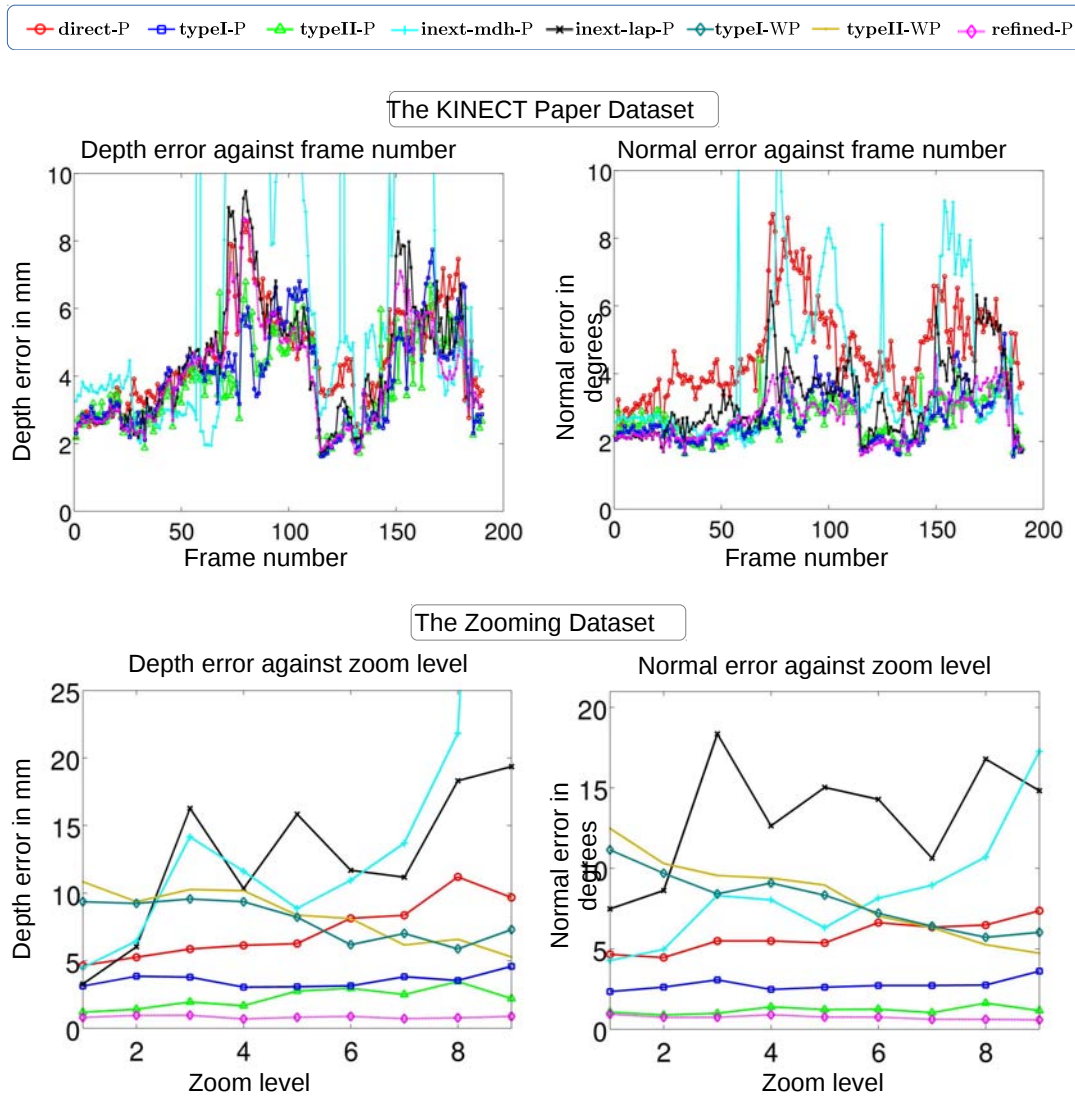 direct-P typeI-P typeII-P inext-mdh-P inext-lap-P typeI-WP typeII-WP refined-P
The KINECT Paper Dataset
Depth error against frame number
Depth error in mm
10
8
6
4
2
0
0 50 100 150 200
Frame number
Normal error against frame number
Normal error in
degrees
10
8
6
4
2
0
0 50 100 150 200
Frame number
The Zooming Dataset
Depth error against zoom level
Depth error in mm
25
20
15
10
5
0
2 4 6 8
Zoom level
Normal error against zoom level
Normal error in
degrees
20
15
10
5
0
2 4 6 8
Zoom level